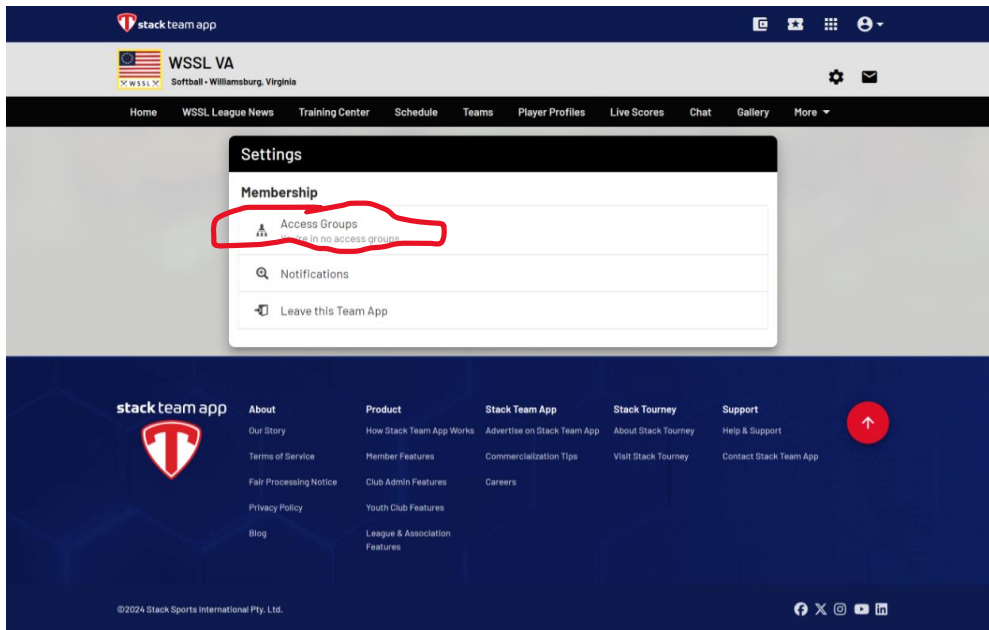 stack team app
WSSL VA
WSSL
Softball • Williamsburg, Virginia
Home WSSL League News Training Center Schedule Teams Player Profiles Live Scores Chat Gallery More
Settings
Membership
Access Groups
You're in no access groups
Notifications
Leave this Team App
stack team app
About
Our Story
Terms of Service
Fair Processing Notice
Privacy Policy
Blog
Product
How Stack Team App Works
Member Features
Club Admin Features
Youth Club Features
League & Association
Features
Stack Team App
Advertise on Stack Team App
Commercialization Tips
Careers
Stack Tourney
About Stack Tourney
Visit Stack Tourney
Support
Help & Support
Contact Stack Team App
©2024 Stack Sports International Pty. Ltd.